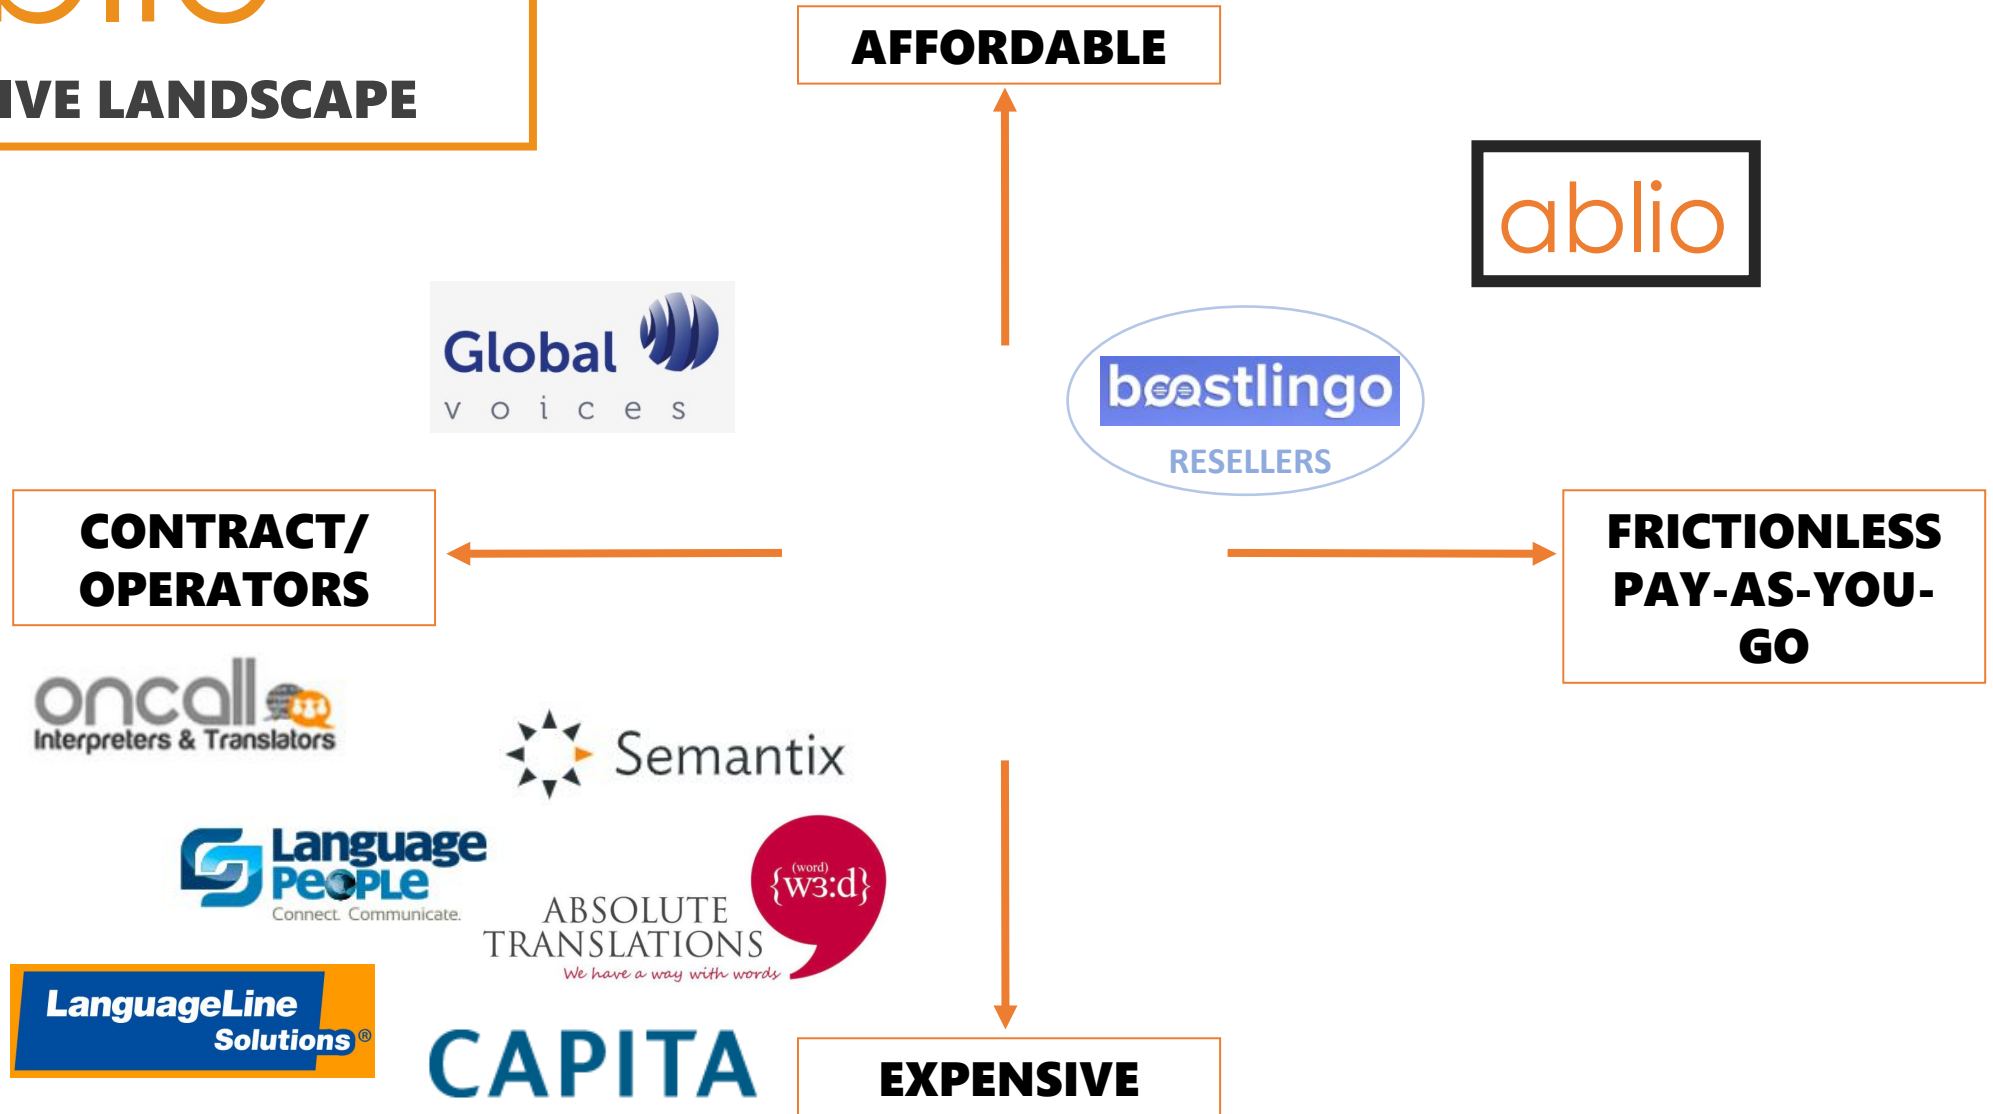 blio
IVE LANDSCAPE
AFFORDABLE
ablio
Global
voices
boostlingo
RESELLERS
CONTRACT/
OPERATORS
FRICTIONLESS
PAY-AS-YOU-
GO
oncall
Interpreters & Translators
Semantix
Language
PeoPLe
Connect. Communicate.
(word)
{w3:d}
ABSOLUTE
TRANSLATIONS
We have a way with words
LanguageLine
Solutions®
CAPITA
EXPENSIVE